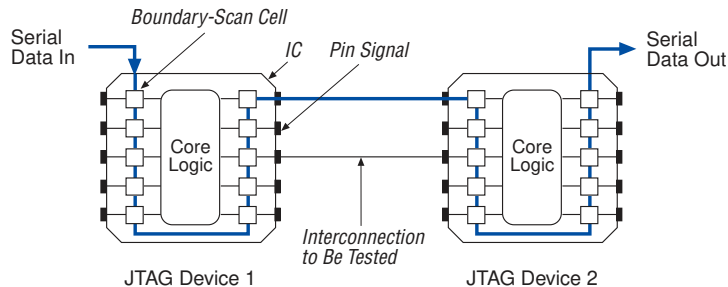 Boundary-Scan Cell
Serial
Data In
IC
Pin Signal
Serial
Data Out
Core
Logic
Core
Logic
Interconnection
to Be Tested
JTAG Device 1
JTAG Device 2